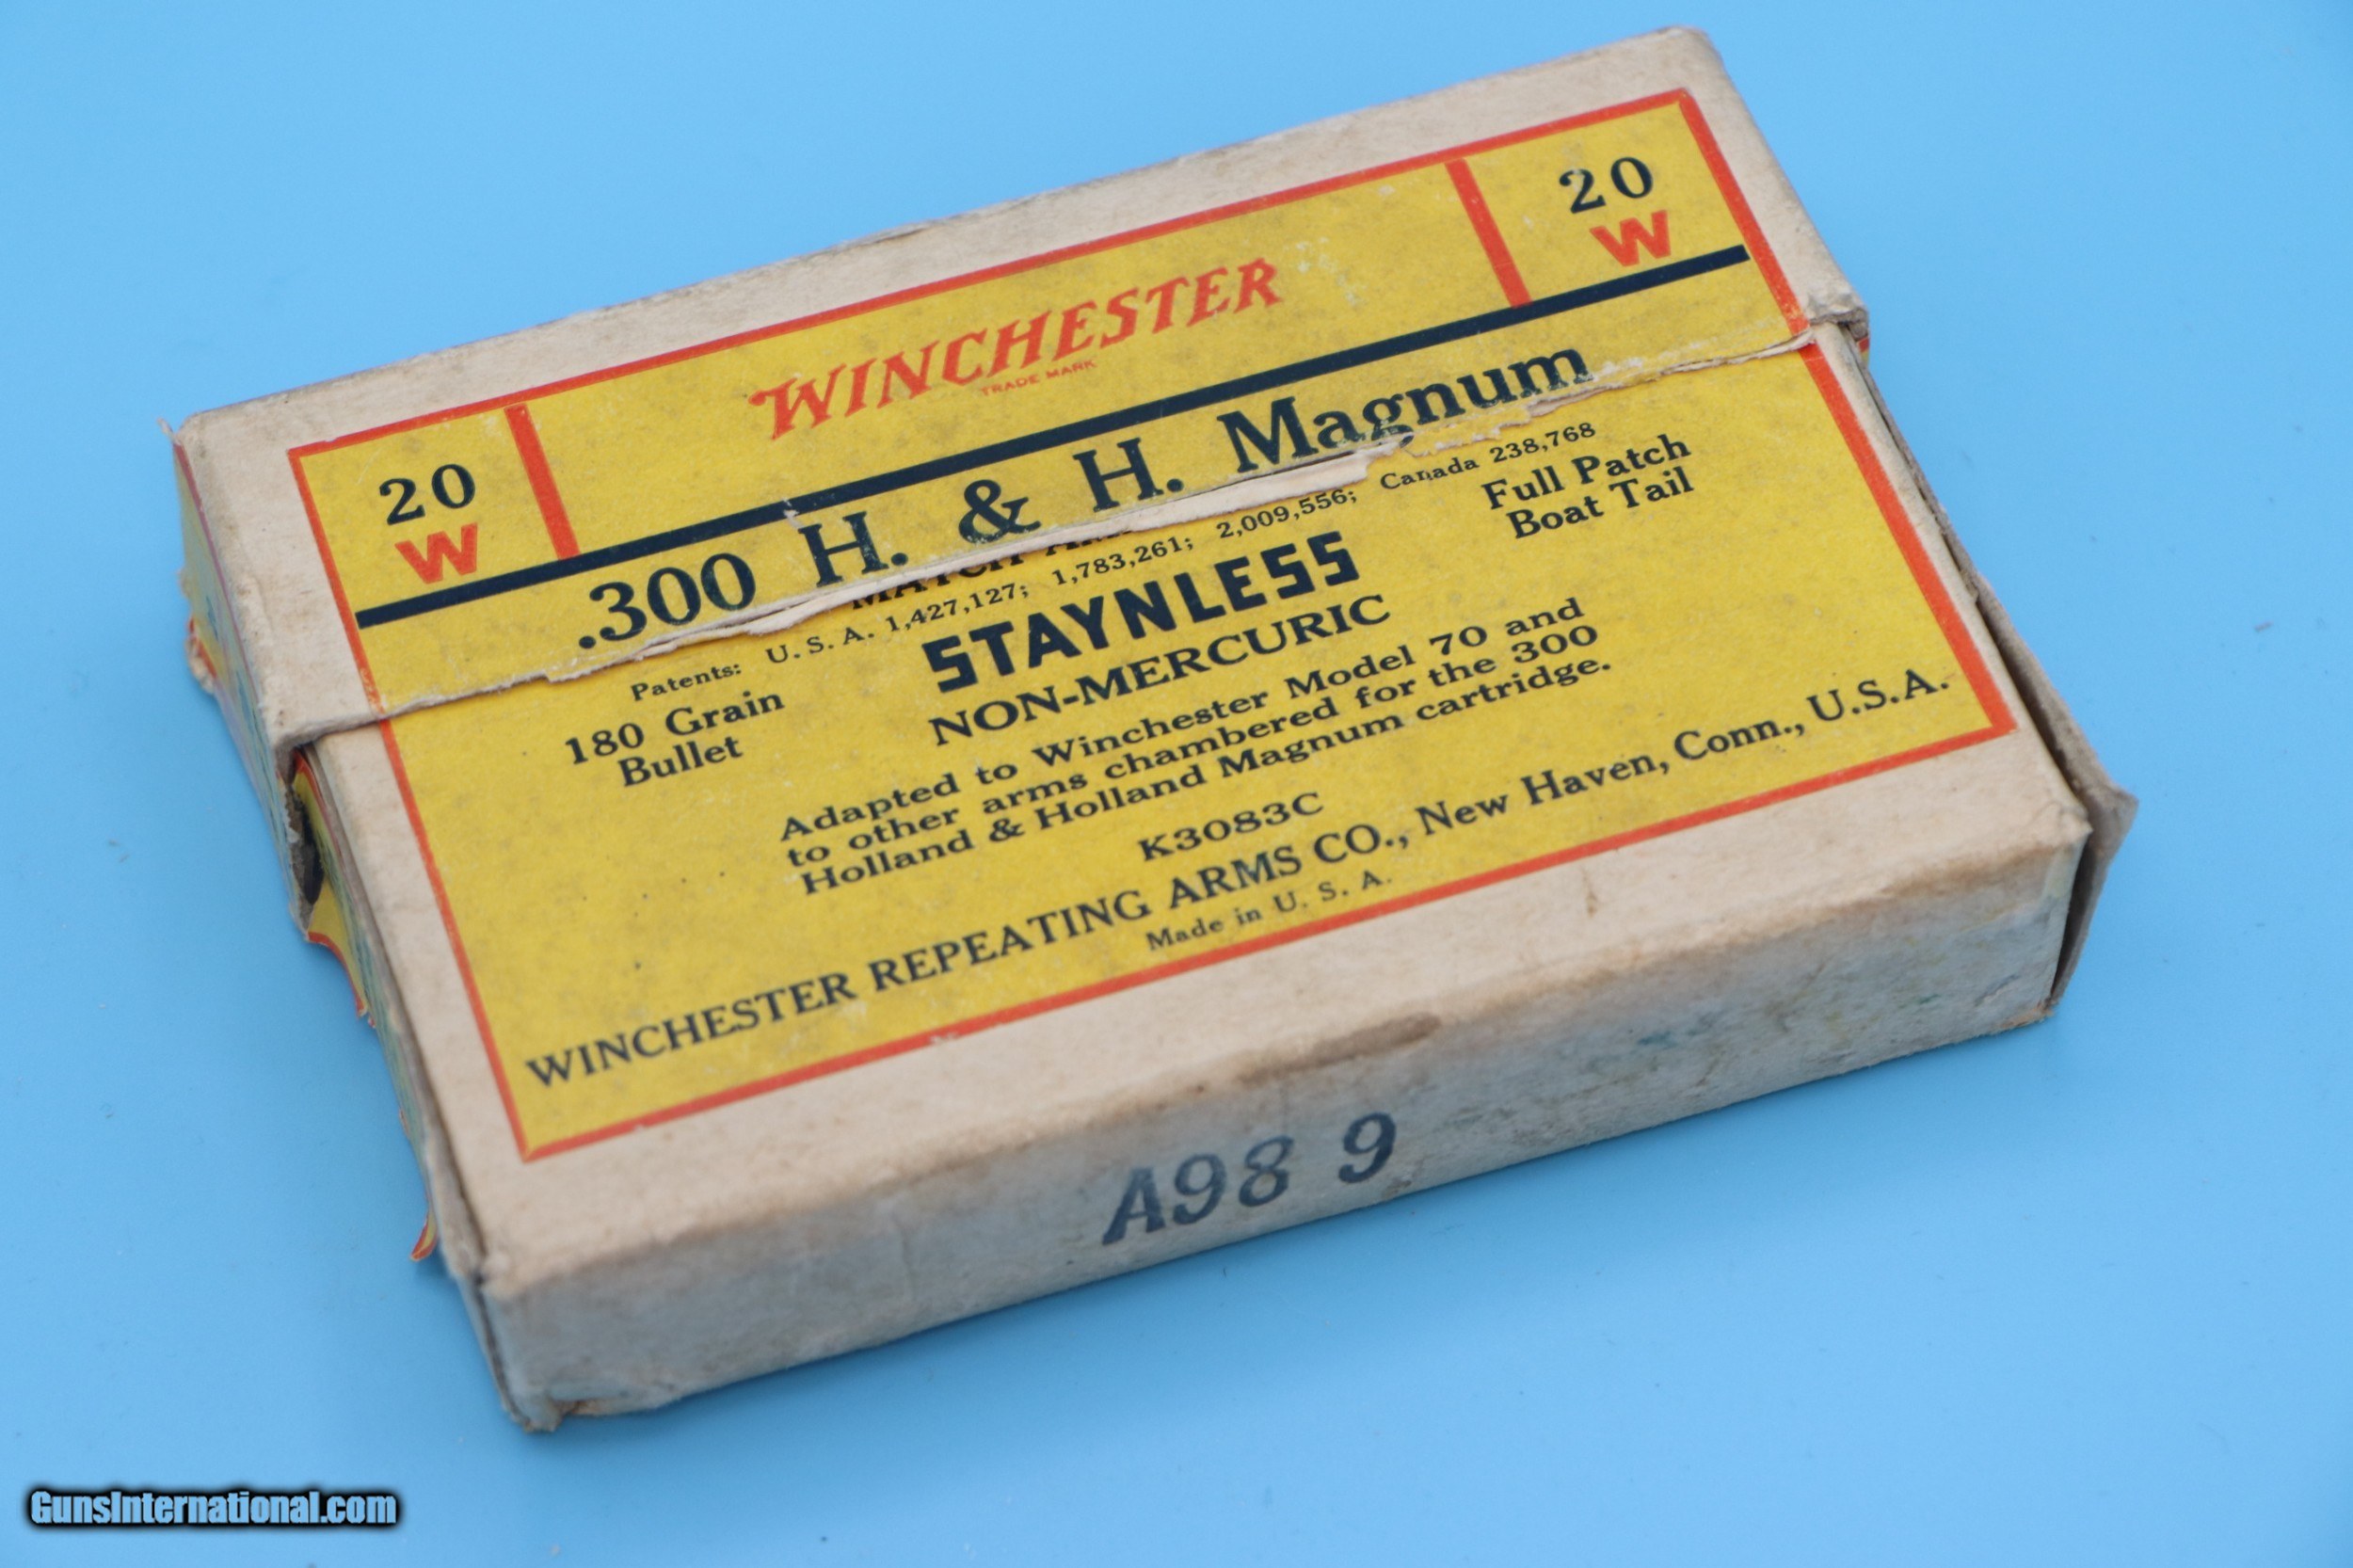 20
W
WINCHESTER
TRADE MARK
20
W
.300 H. & H. Magnum
MATCH
Patents: U.S.A. 1,427,127; 1,783,261; 2,009,556; Canada 238,768
180 Grain
Bullet
STAYNLESS
NON-MERCURIC
Full Patch
Boat Tail
Adapted to Winchester Model 70 and
to other arms chambered for the 300
Holland & Holland Magnum cartridge.
K3083C
WINCHESTER REPEATING ARMS CO., New Haven, Conn., U.S.A.
Made in U.S.A.
A98 9
GunsInternational.com